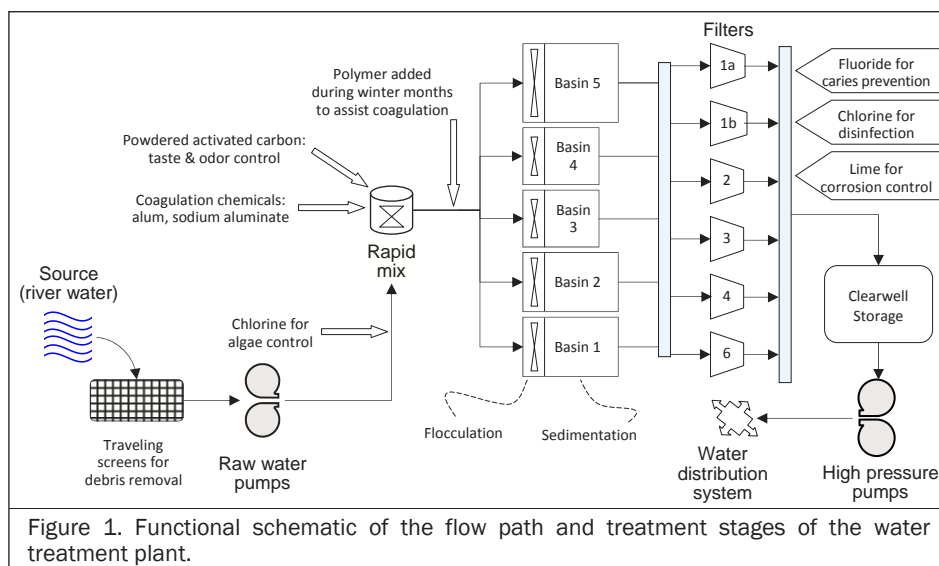 Filters
Polymer added
during winter months
to assist coagulation
Powdered activated carbon:
taste & odor control
Coagulation chemicals:
alum, sodium aluminate
Rapid
mix
Source
(river water)
Chlorine for
algae control
Traveling
screens for
debris removal
Raw water
pumps
Basin 5
Basin
4
Basin
3
Basin 2
Basin 1
Flocculation
Sedimentation
1a
1b
2
3
4
6
Fluoride for
caries prevention
Chlorine for
disinfection
Lime for
corrosion control
Clearwell
Storage
Water
distribution
system
High pressure
pumps
Figure 1. Functional schematic of the flow path and treatment stages of the water
treatment plant.